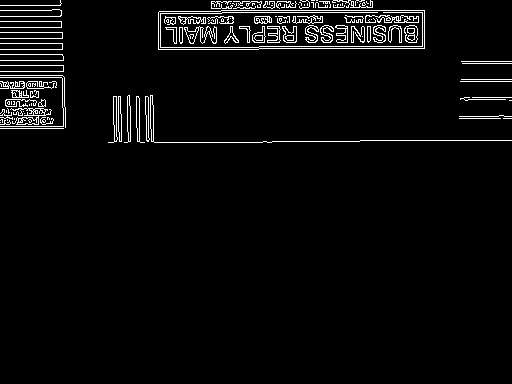 NO POSTAGE
NECESSARY
IF MAILED
IN THE
UNITED STATES
BUSINESS REPLY MAIL
FIRST-CLASS MAIL PERMIT NO. SIOUX FALLS, SD
POSTAGE WILL BE PAID BY ADDRESSEE